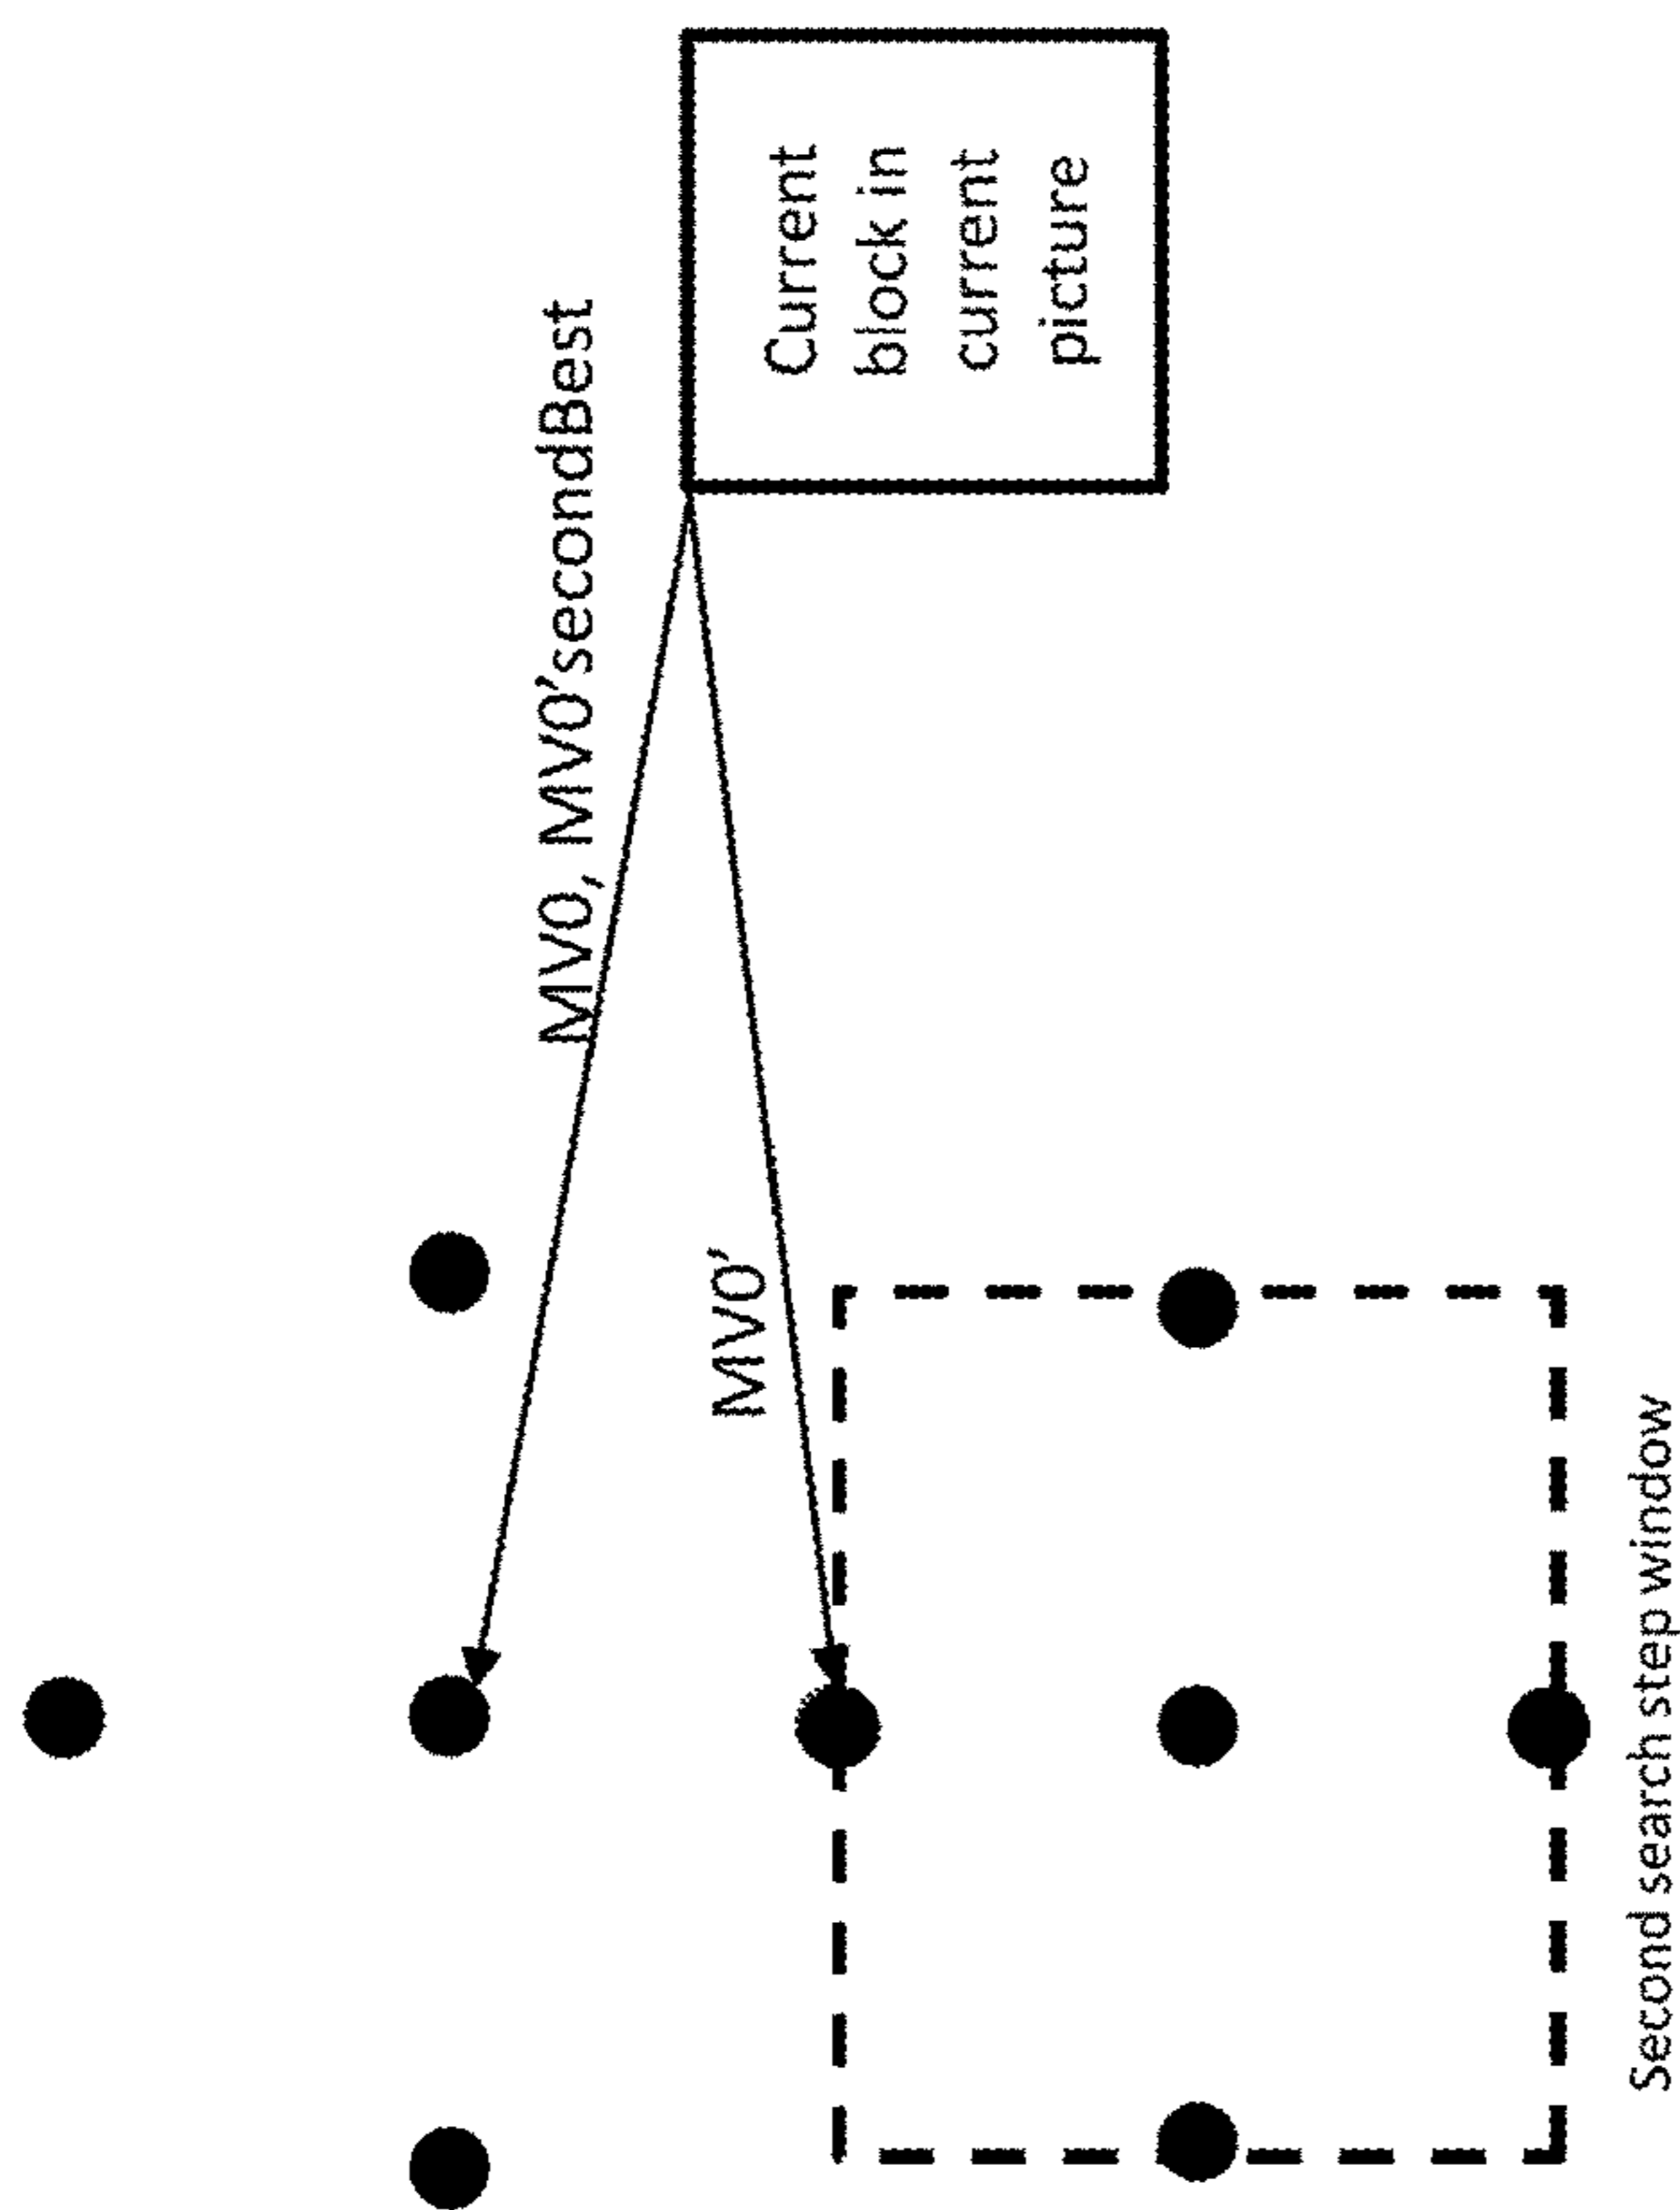 Current
block in
current
picture
MV0, MV0'secondBest
MV0'
Second search step window